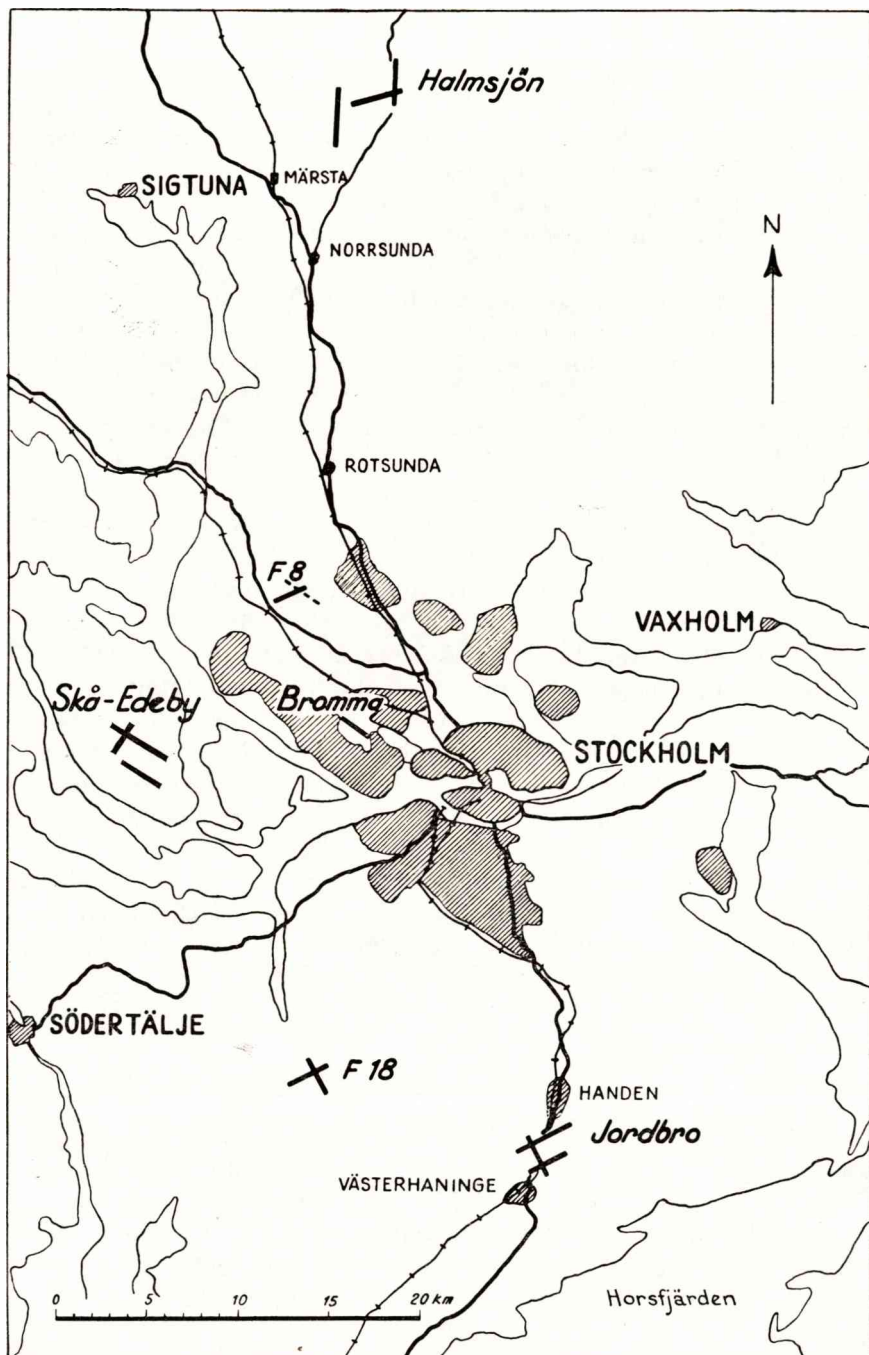 Halmsjön
SIGTUNA
MÄRSTA
N
NORRSUNDA
ROTSUNDA
F 8
VAXHOLM
Skå-Edeby
Bromma
STOCKHOLM
SÖDERTÄLJE
F 18
HANDEN
Jordbro
VÄSTERHANINGE
0 5 10 15 20 km
Horsfjärden